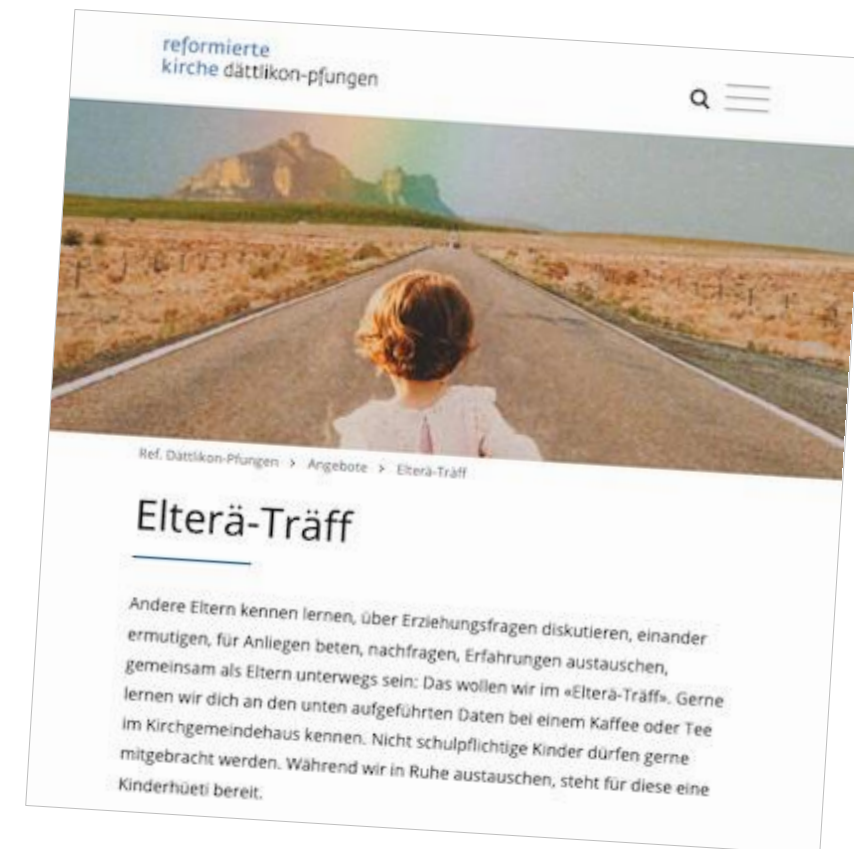 reformierte
kirche dättlikon-pfungen
Ref. Dättlikon-Pfungen > Angebote > Elterä-Träff
Elterä-Träff
Andere Eltern kennen lernen, über Erziehungsfragen diskutieren, einander
ermutigen, für Anliegen beten, nachfragen, Erfahrungen austauschen,
gemeinsam als Eltern unterwegs sein: Das wollen wir im «Elterä-Träff». Gerne
lernen wir dich an den unten aufgeführten Daten bei einem Kaffee oder Tee
im Kirchgemeindehaus kennen. Nicht schulpflichtige Kinder dürfen gerne
mitgebracht werden. Während wir in Ruhe austauschen, steht für diese eine
Kinderhüeti bereit.